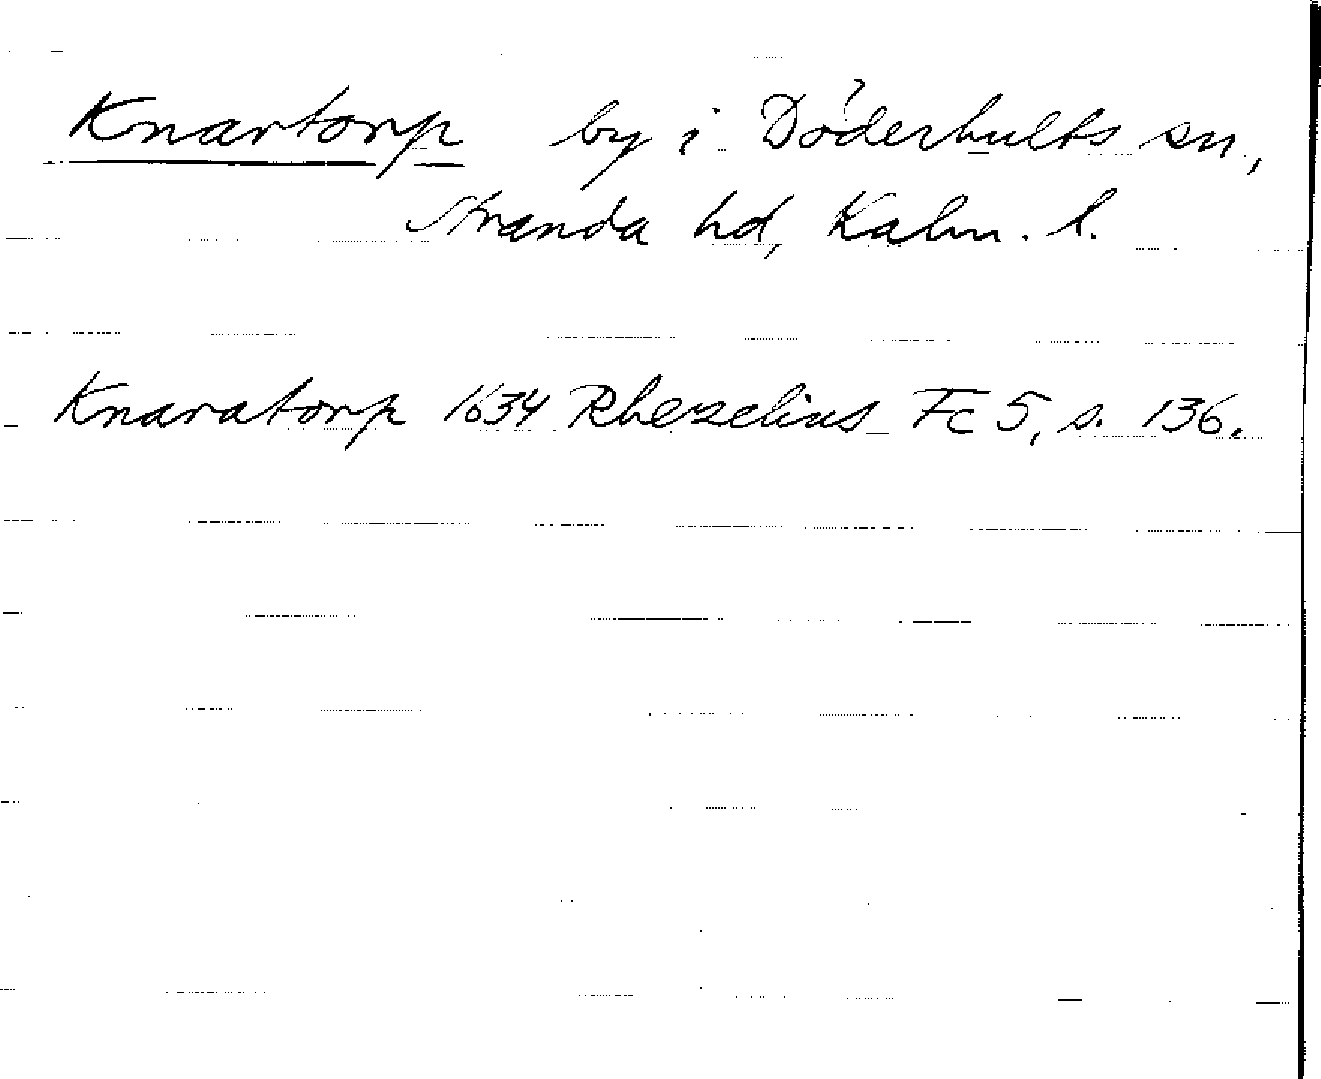 Knartorp by i Döderhults sn.,
Stranda hd, Kalm. l.
Knaratorp 1634 Rhezelius Fc 5, s. 136.